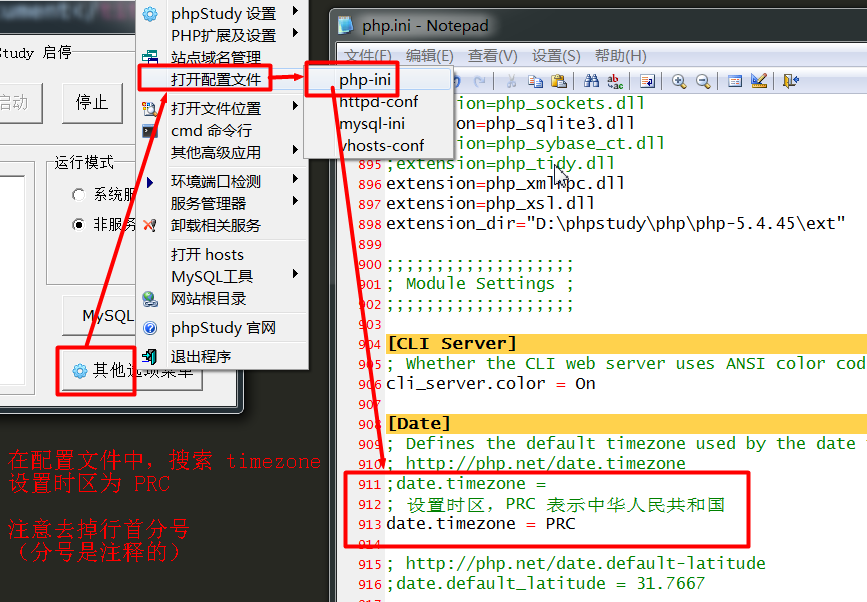 tudy 启停
启动
停止
运行模式
系统服
非服务
MySQL
其他选项菜单
phpStudy 设置
PHP扩展及设置
站点域名管理
打开配置文件
打开文件位置
cmd 命令行
其他高级应用
环境端口检测
服务管理器
卸载相关服务
打开 hosts
MySQL工具
网站根目录
phpStudy 官网
退出程序
php-ini
httpd-conf
mysql-ini
vhosts-conf
php.ini - Notepad
文件(F) 编辑(E) 查看(V) 设置(S) 帮助(H)
nsion=php_sockets.dll
nsion=php_sqlite3.dll
nsion=php_sybase_ct.dll
895 ;extension=php_tidy.dll
896 extension=php_xmlrpc.dll
897 extension=php_xsl.dll
898 extension_dir="D:\phpstudy\php\php-5.4.45\ext"
899
900 ;;;;;;;;;;;;;;;;;;;
901 ; Module Settings ;
902 ;;;;;;;;;;;;;;;;;;;
903
904 [CLI Server]
905 ; Whether the CLI web server uses ANSI color cod
906 cli_server.color = On
907
908 [Date]
909 ; Defines the default timezone used by the date
910 ; http://php.net/date.timezone
911 ;date.timezone =
912 ; 设置时区，PRC 表示中华人民共和国
913 date.timezone = PRC
914
915 ; http://php.net/date.default-latitude
916 ;date.default_latitude = 31.7667
在配置文件中，搜索 timezone
设置时区为 PRC
注意去掉行首分号
（分号是注释的）